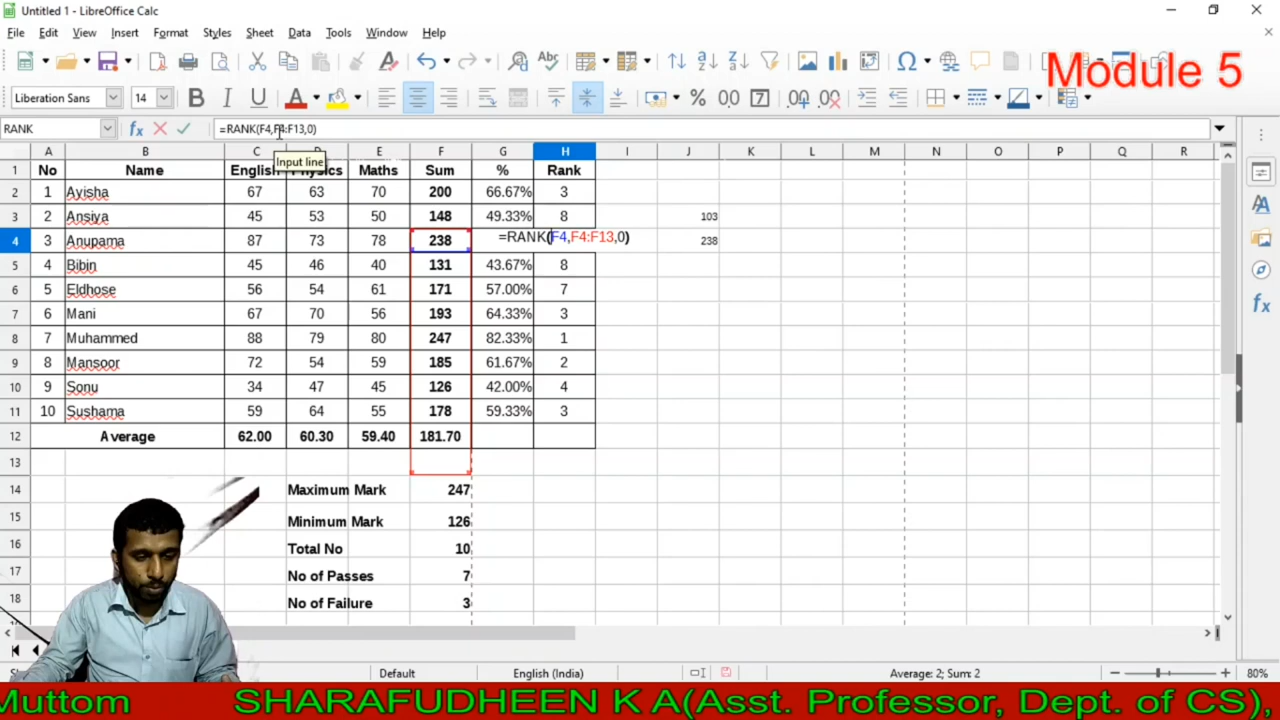 Untitled 1 - LibreOffice Calc
File Edit View Insert Format Styles Sheet Data Tools Window Help
Module 5
Liberation Sans 14
RANK =RANK(F4,F4:F13,0)
Input line
A B C D E F G H I J K L M N O P Q R
1 No Name English Physics Maths Sum % Rank
2 1 Ayisha 67 63 70 200 66.67% 3
3 2 Ansiya 45 53 50 148 49.33% 8 103
4 3 Anupama 87 73 78 238 =RANK(F4,F4:F13,0) 238
5 4 Bibin 45 46 40 131 43.67% 8
6 5 Eldhose 56 54 61 171 57.00% 7
7 6 Mani 67 70 56 193 64.33% 3
8 7 Muhammed 88 79 80 247 82.33% 1
9 8 Mansoor 72 54 59 185 61.67% 2
10 9 Sonu 34 47 45 126 42.00% 4
11 10 Sushama 59 64 55 178 59.33% 3
12 Average 62.00 60.30 59.40 181.70
13
14 Maximum Mark 247
15 Minimum Mark 126
16 Total No 10
17 No of Passes 7
18 No of Failure 3
Default English (India) Average: 2; Sum: 2 80%
Muttom SHARAFUDHEEN K A(Asst. Professor, Dept. of CS),